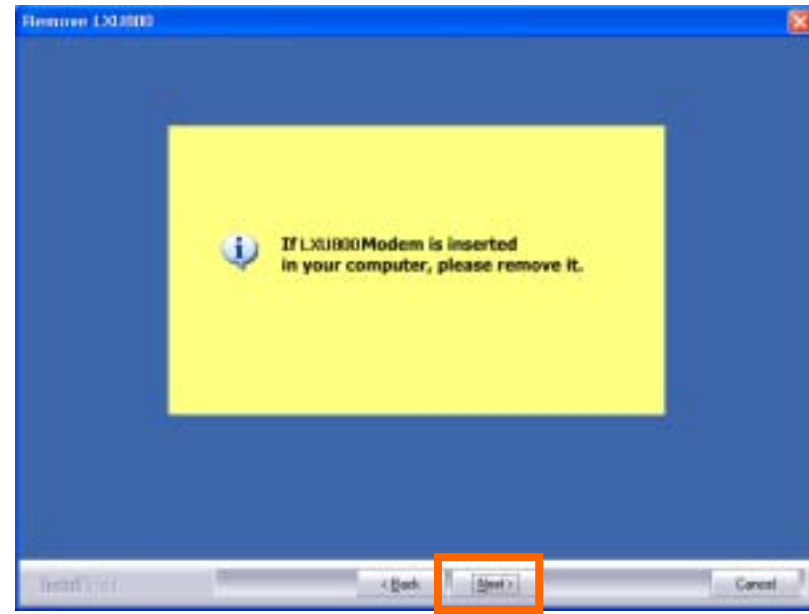 Remove LXU800
If LXU800 Modem is inserted
in your computer, please remove it.
< Back
Next >
Cancel